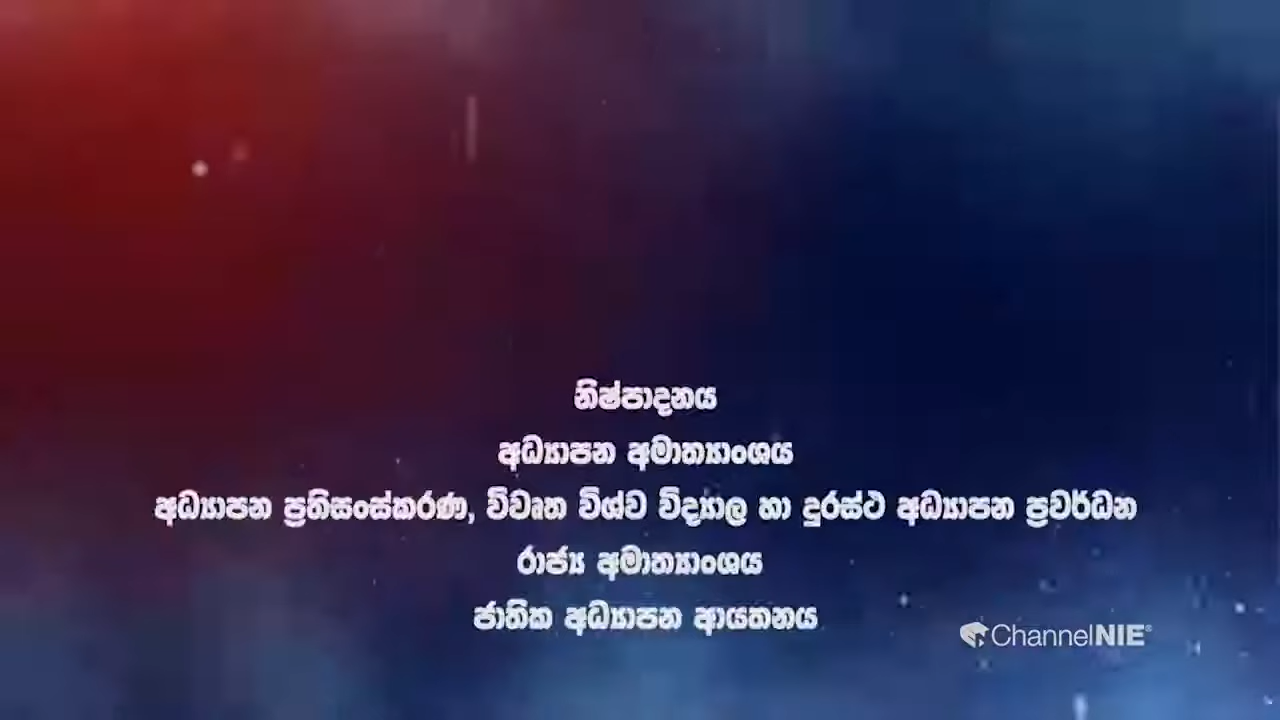 නිෂ්පාදනය
අධ්‍යාපන අමාත්‍යාංශය
අධ්‍යාපන ප්‍රතිසංස්කරණ, විවෘත විශ්ව විද්‍යාල හා දුරස්ථ අධ්‍යාපන ප්‍රවර්ධන
රාජ්‍ය අමාත්‍යාංශය
ජාතික අධ්‍යාපන ආයතනය
ChannelNIE®